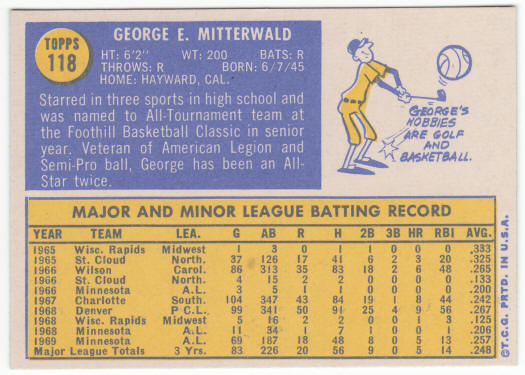 TOPPS
118
GEORGE E. MITTERWALD
HT: 6'2" WT: 200 BATS: R
THROWS: R BORN: 6/7/45
HOME: HAYWARD, CAL.
Starred in three sports in high school and
was named to All-Tournament team at
the Foothill Basketball Classic in senior
year. Veteran of American Legion and
Semi-Pro ball, George has been an All-
Star twice.
GEORGE'S
HOBBIES
ARE GOLF
AND
BASKETBALL.
MAJOR AND MINOR LEAGUE BATTING RECORD
YEAR TEAM LEA. G AB R H 2B 3B HR RBI AVG.
1965 Wisc. Rapids Midwest 1 3 0 1 0 0 0 0 .333
1965 St. Cloud North. 37 126 17 41 6 2 3 20 .325
1966 Wilson Carol. 86 313 35 83 18 2 6 48 .265
1966 St. Cloud North. 4 15 2 2 0 0 0 0 .133
1966 Minnesota A.L. 3 5 1 1 0 0 0 0 .200
1967 Charlotte South. 104 347 43 84 19 1 8 44 .242
1968 Denver P.C.L. 99 341 50 91 25 4 9 56 .267
1968 Wisc. Rapids Midwest 5 16 2 2 0 0 1 3 .125
1968 Minnesota A.L. 11 34 1 7 1 0 0 1 .206
1969 Minnesota A.L. 69 187 18 48 8 0 5 13 .257
Major League Totals 3 Yrs. 83 226 20 56 9 0 5 14 .248
©T.C.G. PRTD. IN U.S.A.